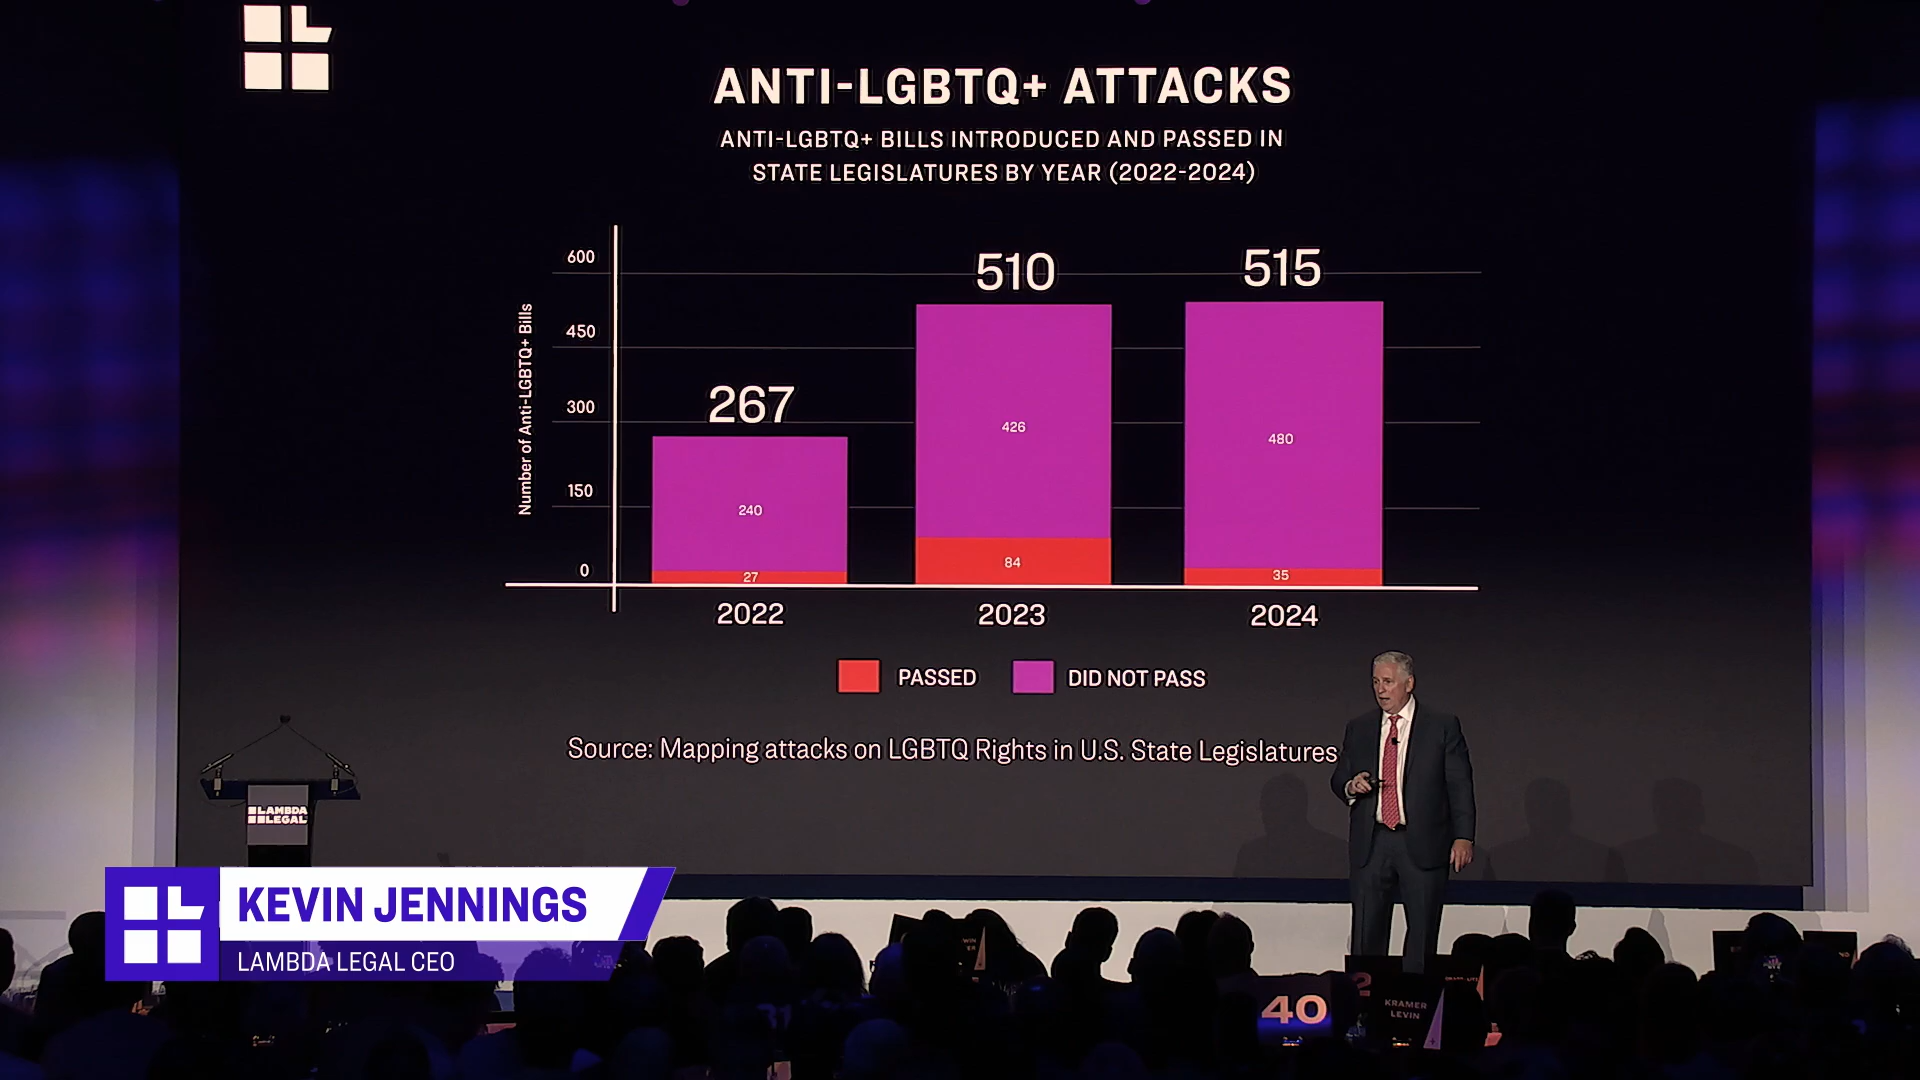 ANTI-LGBTQ+ ATTACKS
ANTI-LGBTQ+ BILLS INTRODUCED AND PASSED IN
STATE LEGISLATURES BY YEAR (2022-2024)
Number of Anti-LGBTQ+ Bills
600
450
300
150
0
267
510
515
240
426
480
27
84
35
2022
2023
2024
PASSED
DID NOT PASS
Source: Mapping attacks on LGBTQ Rights in U.S. State Legislatures
LAMBDA
LEGAL
KEVIN JENNINGS
LAMBDA LEGAL CEO
40
KRAMER
LEVIN